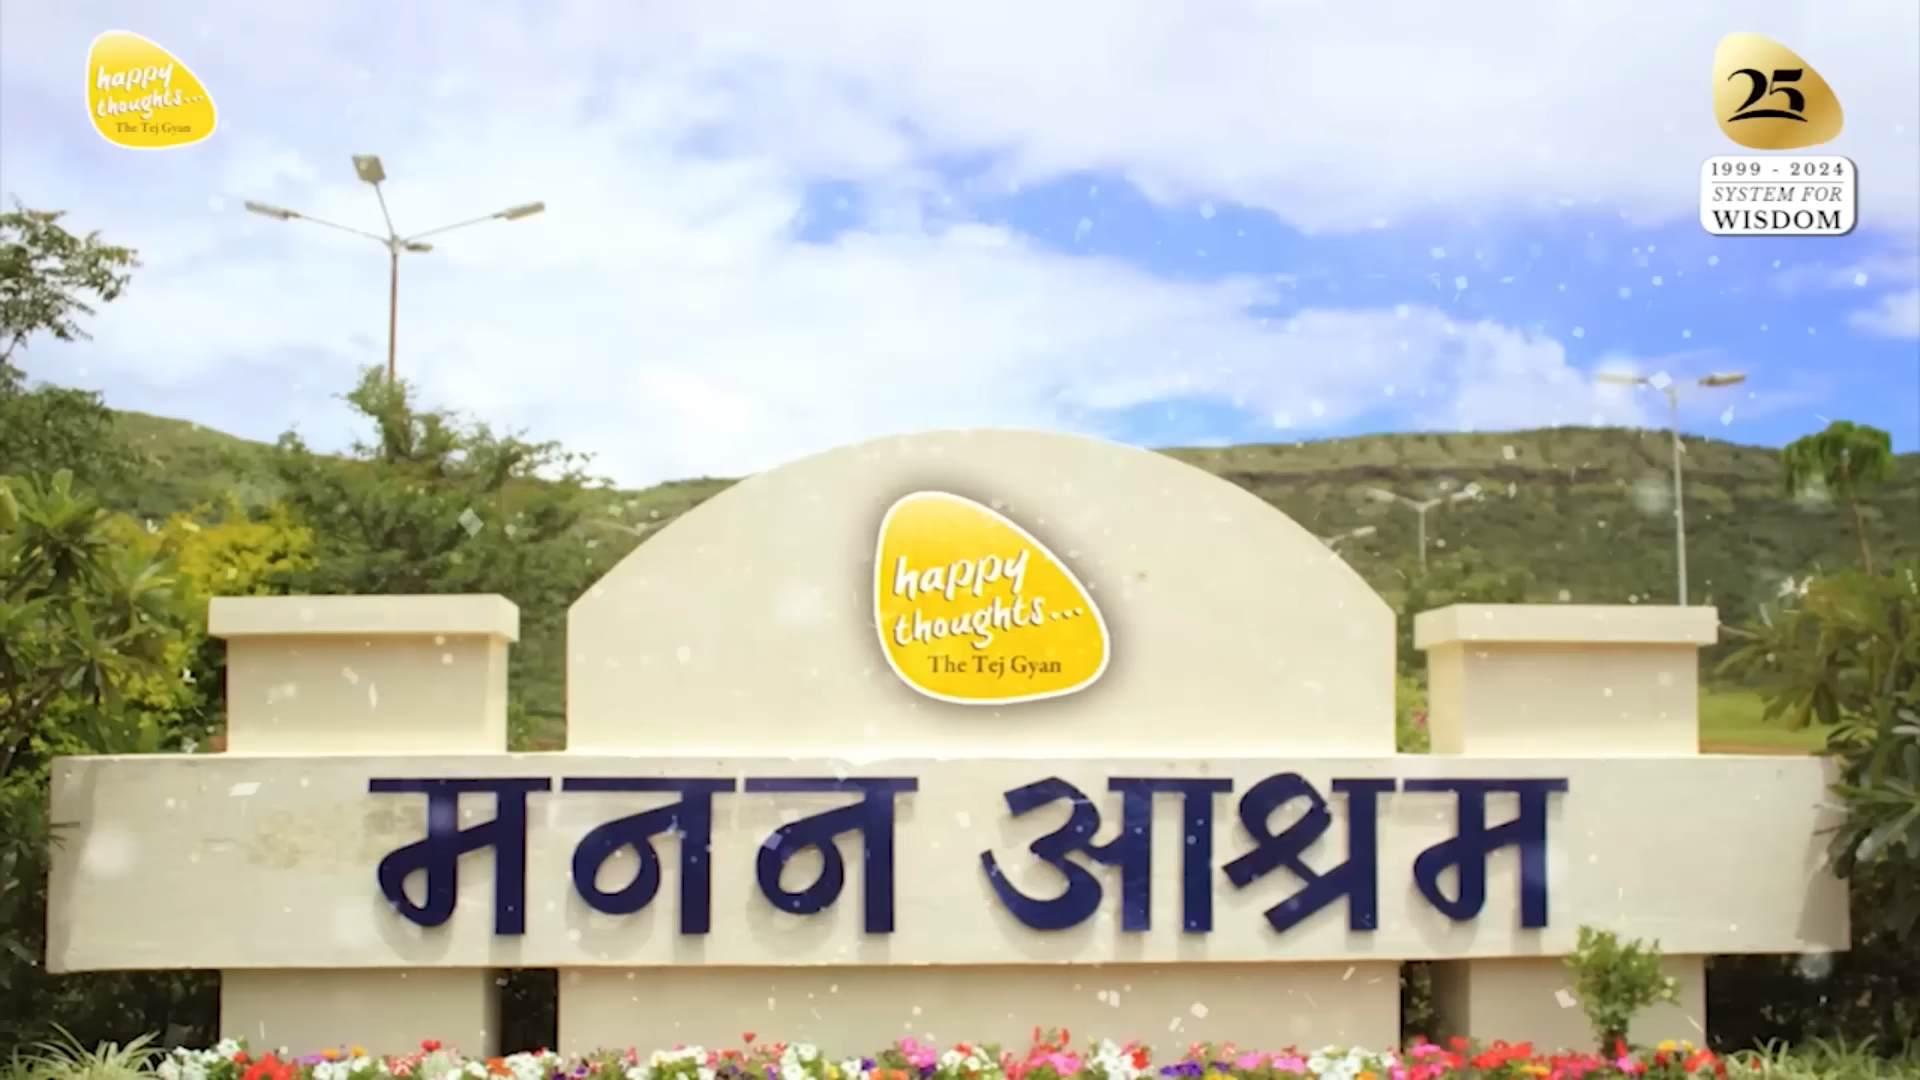 happy
thoughts...
The Tej Gyan
25
1999 - 2024
SYSTEM FOR
WISDOM
happy
thoughts...
The Tej Gyan
मनन आश्रम